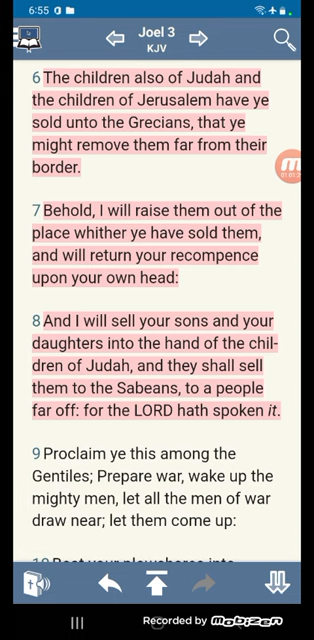 6:55
Joel 3
KJV
6 The children also of Judah and
the children of Jerusalem have ye
sold unto the Grecians, that ye
might remove them far from their
border.
7 Behold, I will raise them out of the
place whither ye have sold them,
and will return your recompence
upon your own head:
8 And I will sell your sons and your
daughters into the hand of the chil-
dren of Judah, and they shall sell
them to the Sabeans, to a people
far off: for the LORD hath spoken it.
9 Proclaim ye this among the
Gentiles; Prepare war, wake up the
mighty men, let all the men of war
draw near; let them come up:
10 Beat your plowshares into
Recorded by mobizen